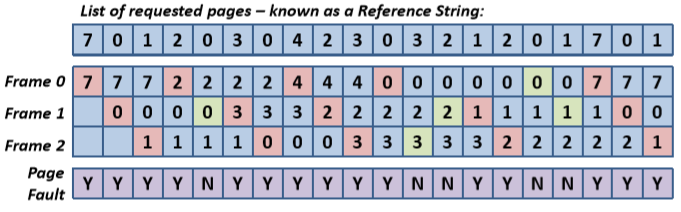 List of requested pages – known as a Reference String:
7 0 1 2 0 3 0 4 2 3 0 3 2 1 2 0 1 7 0 1
Frame 0 7 7 7 2 2 2 2 4 4 4 0 0 0 0 0 0 0 7 7 7
Frame 1 0 0 0 0 3 3 3 2 2 2 2 2 1 1 1 1 1 0 0
Frame 2 1 1 1 1 0 0 0 3 3 3 3 3 2 2 2 2 2 1
Page Fault Y Y Y Y N Y Y Y Y Y Y N N Y Y N N Y Y Y